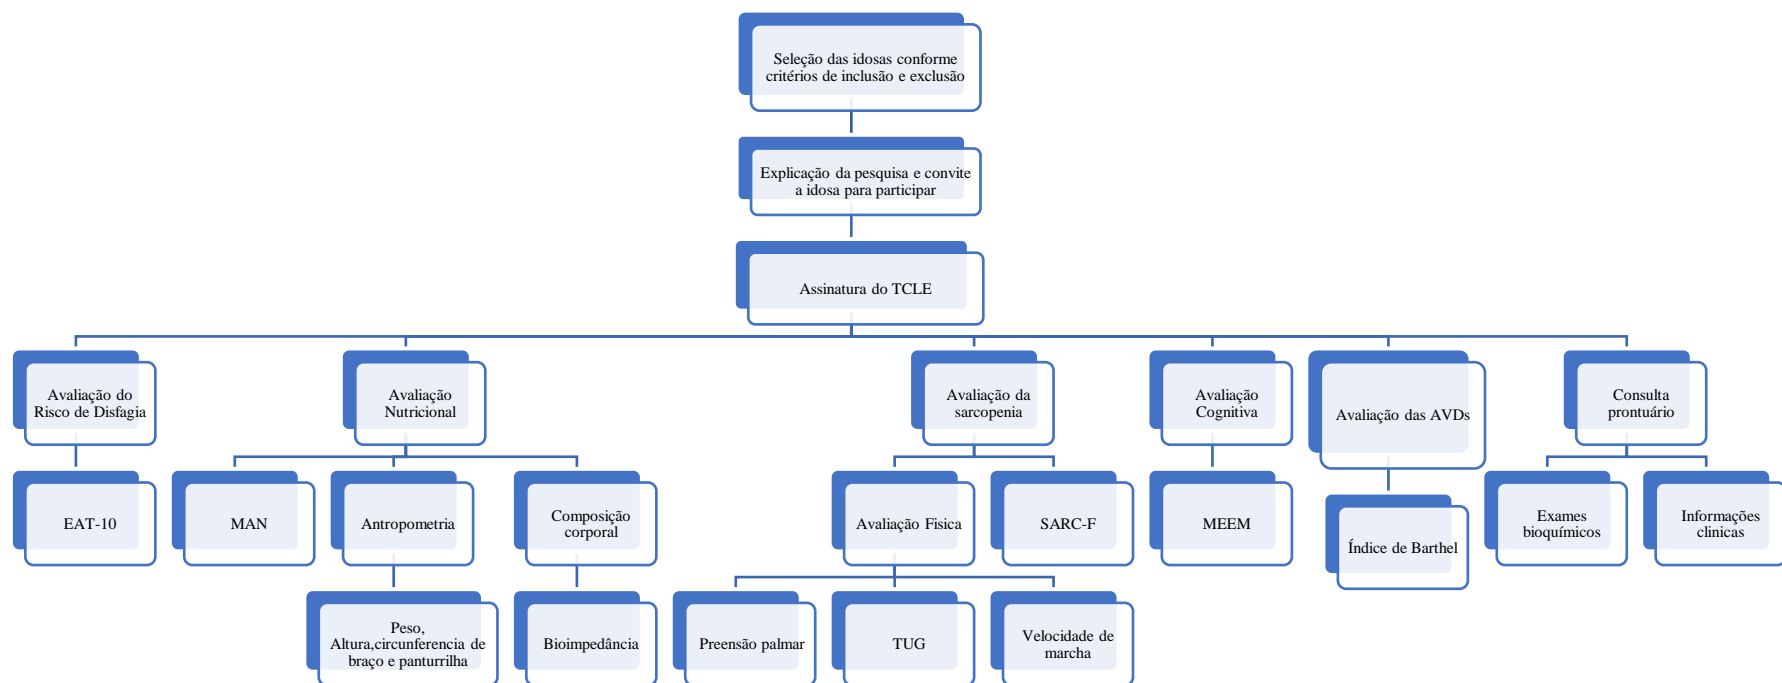 Seleção das idosas conforme
critérios de inclusão e exclusão
Explicação da pesquisa e convite
a idosa para participar
Assinatura do TCLE
Avaliação do
Risco de Disfagia
Avaliação
Nutricional
Avaliação da
sarcopenia
Avaliação
Cognitiva
Avaliação das AVDs
Consulta
prontuário
EAT-10
MAN
Antropometria
Composição
corporal
Avaliação Fisica
SARC-F
MEEM
Índice de Barthel
Exames
bioquímicos
Informações
clinicas
Peso,
Altura,circunferencia de
braço e panturrilha
Bioimpedância
Preensão palmar
TUG
Velocidade de
marcha